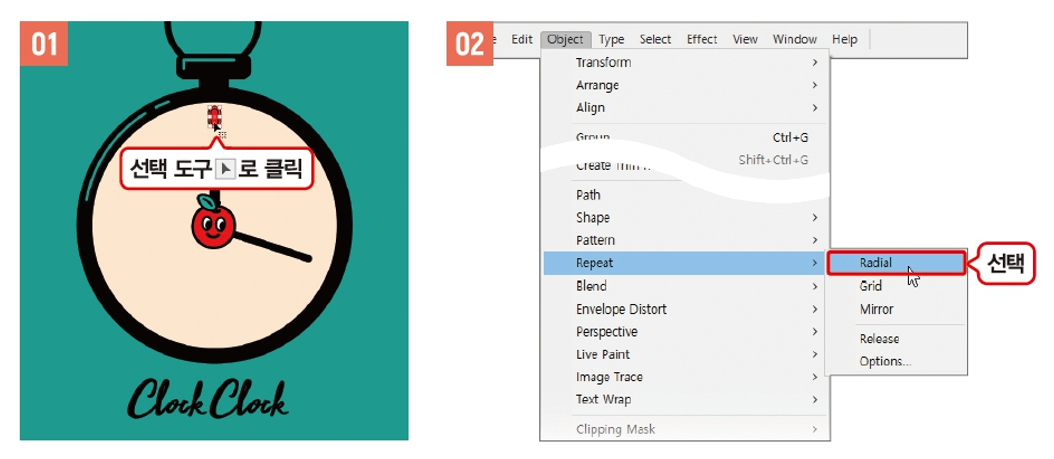 01
선택 도구 로 클릭
Clock Clock
02
Edit Object Type Select Effect View Window Help
Transform
Arrange
Align
Group Ctrl+G
Shift+Ctrl+G
Path
Shape
Pattern
Repeat
Blend
Envelope Distort
Perspective
Live Paint
Image Trace
Text Wrap
Clipping Mask
Radial
선택
Grid
Mirror
Release
Options...